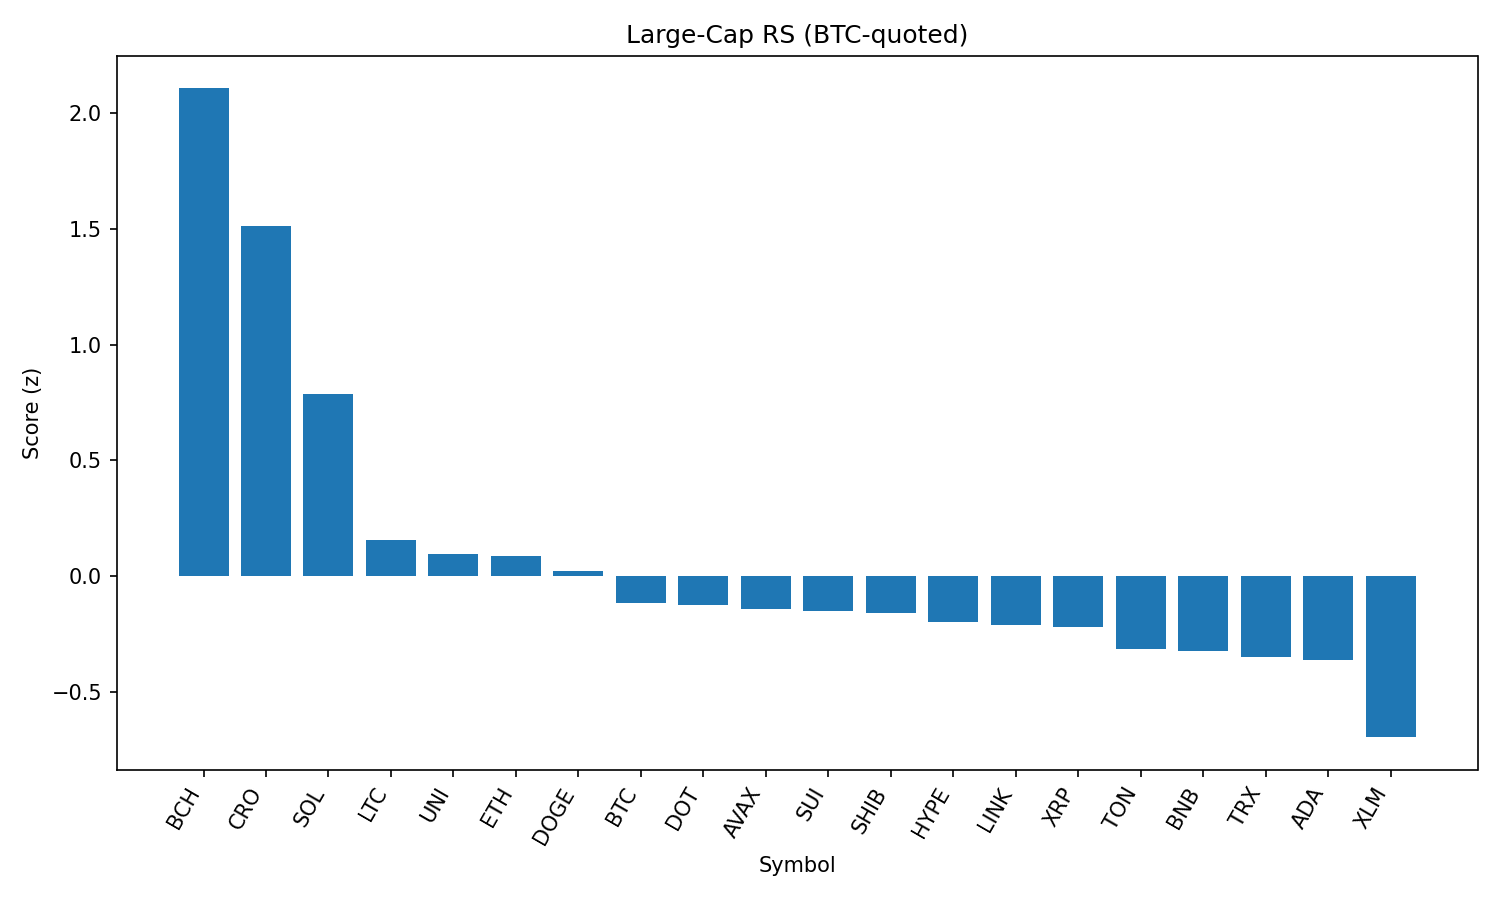 Large-Cap RS (BTC-quoted)
Score (z)
2.0
1.5
1.0
0.5
0.0
−0.5
BCH
CRO
SOL
LTC
UNI
ETH
DOGE
BTC
DOT
AVAX
SUI
SHIB
HYPE
LINK
XRP
TON
BNB
TRX
ADA
XLM
Symbol